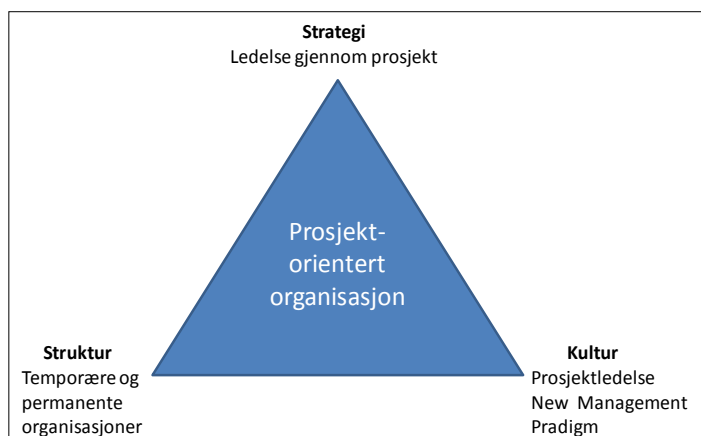 Strategi
Ledelse gjennom prosjekt
Prosjekt-
orientert
organisasjon
Struktur
Temporære og
permanente
organisasjoner
Kultur
Prosjektledelse
New Management
Pradigm